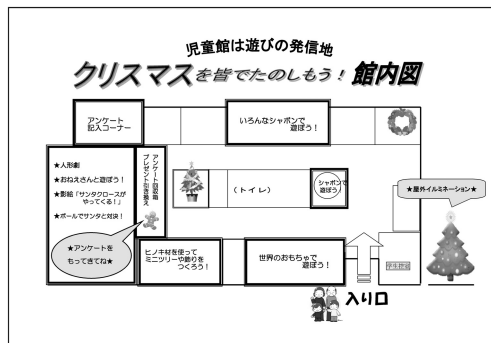 児童館は遊びの発信地
クリスマスを皆でたのしもう！ 館内図
アンケート
記入コーナー
いろんなシャボンで
遊ぼう！
★人形劇
★おねえさんと遊ぼう！
★影絵「サンタクロースが
やってくる！」
★ボールでサンタと対決！
アンケート回収箱
プレゼント引き換え
（トイレ）
シャボンで
遊ぼう！
★屋外イルミネーション★
★アンケートを
もってきてね★
ヒノキ材を使って
ミニツリーや飾りを
つくろう！
世界のおもちゃで
遊ぼう！
入り口